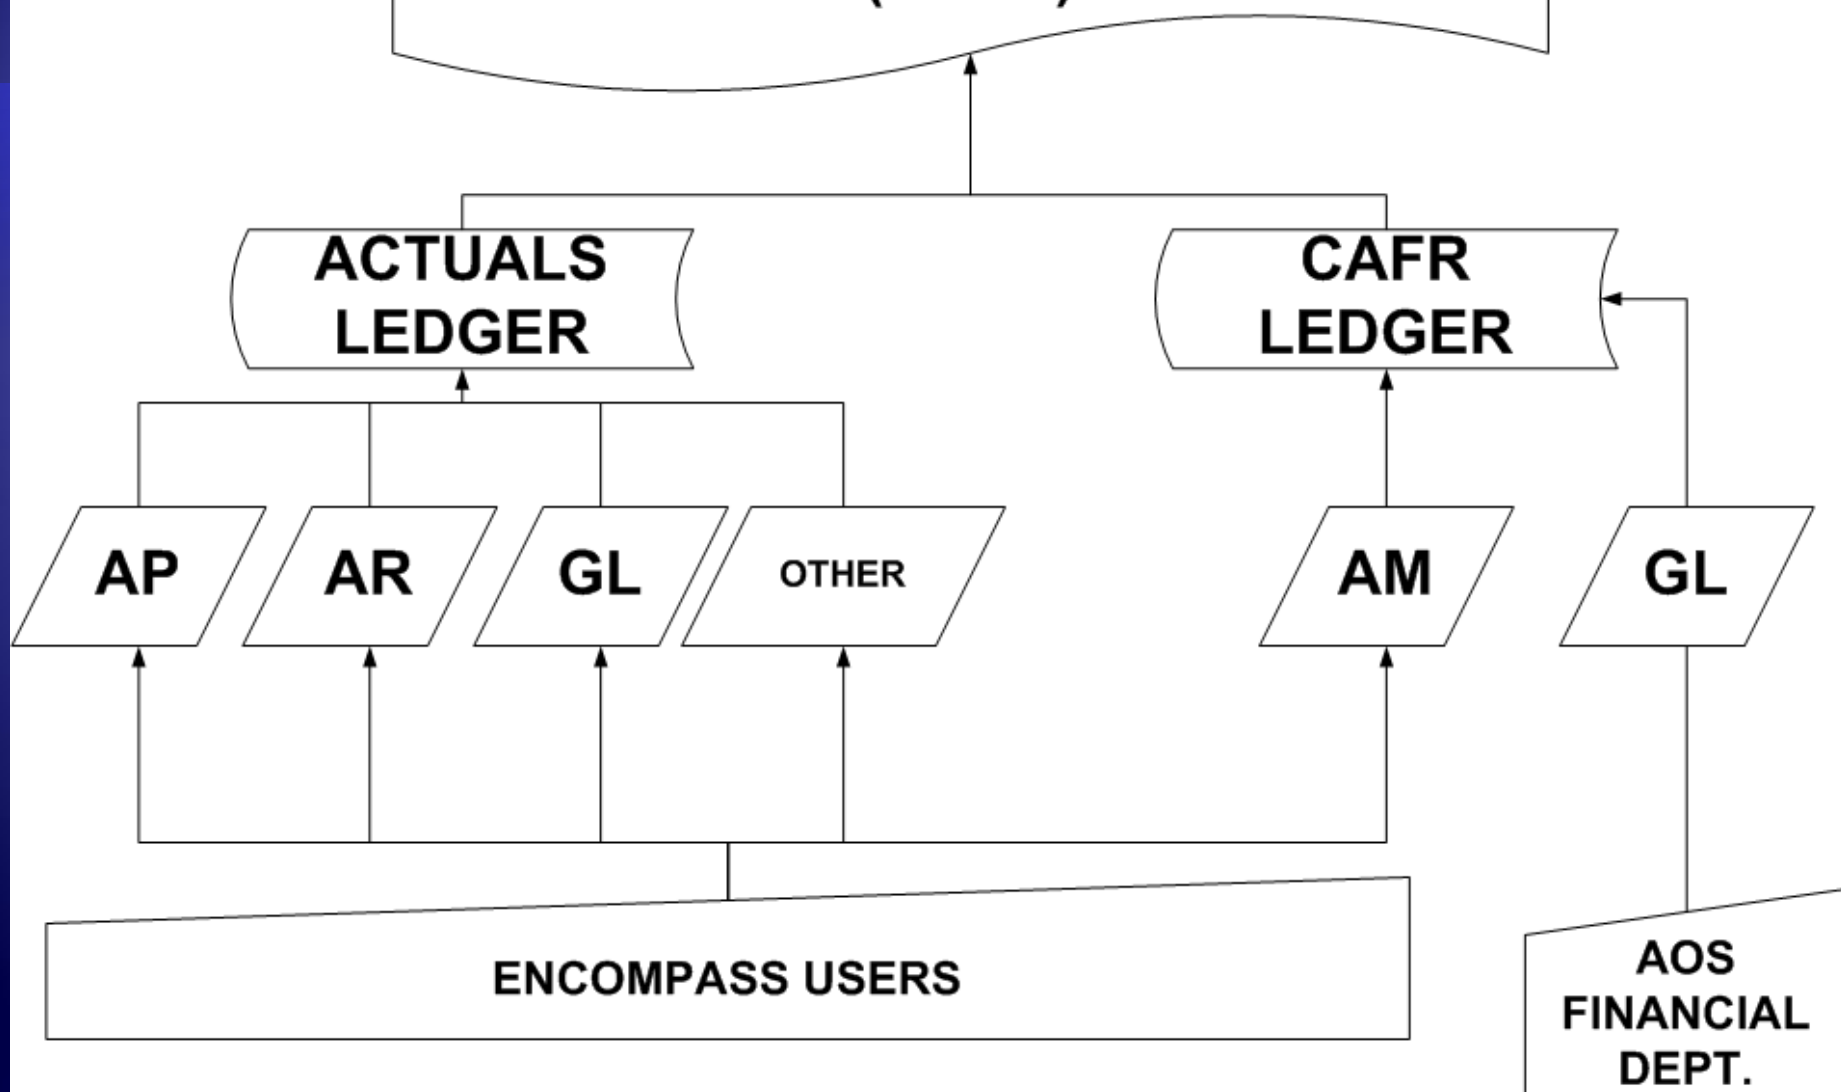 ACTUALS
LEDGER
CAFR
LEDGER
AP
AR
GL
OTHER
AM
GL
ENCOMPASS USERS
AOS
FINANCIAL
DEPT.